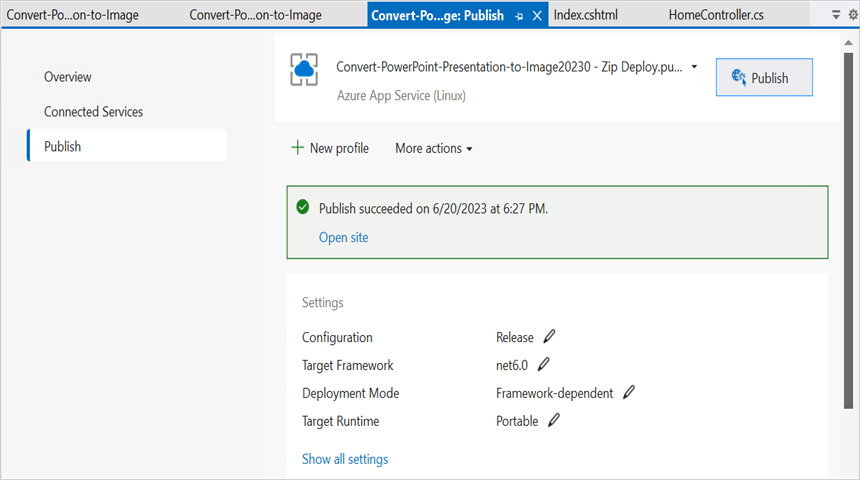 Convert-Po...on-to-Image Convert-Po...on-to-Image Convert-Po...ge: Publish Index.cshtml HomeController.cs
Overview
Connected Services
Publish
Convert-PowerPoint-Presentation-to-Image20230 - Zip Deploy.pu...
Azure App Service (Linux)
Publish
New profile More actions
Publish succeeded on 6/20/2023 at 6:27 PM.
Open site
Settings
Configuration Release
Target Framework net6.0
Deployment Mode Framework-dependent
Target Runtime Portable
Show all settings